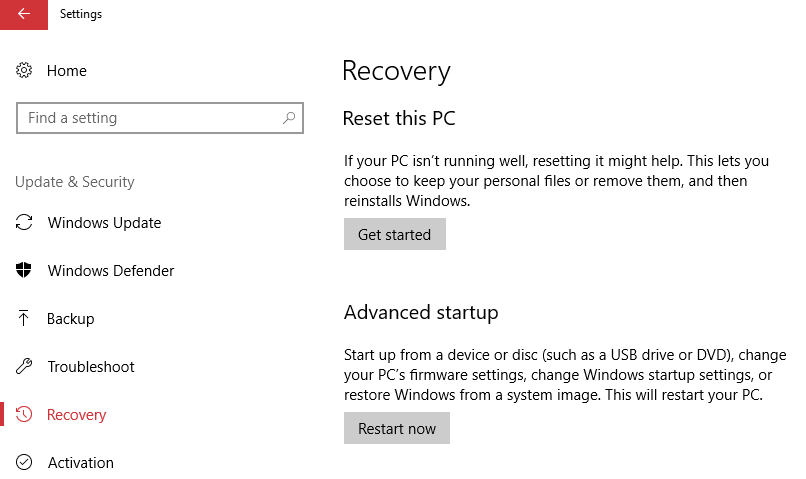 Settings
Home
Find a setting
Update & Security
Windows Update
Windows Defender
Backup
Troubleshoot
Recovery
Activation
Recovery
Reset this PC
If your PC isn’t running well, resetting it might help. This lets you
choose to keep your personal files or remove them, and then
reinstalls Windows.
Get started
Advanced startup
Start up from a device or disc (such as a USB drive or DVD), change
your PC’s firmware settings, change Windows startup settings, or
restore Windows from a system image. This will restart your PC.
Restart now